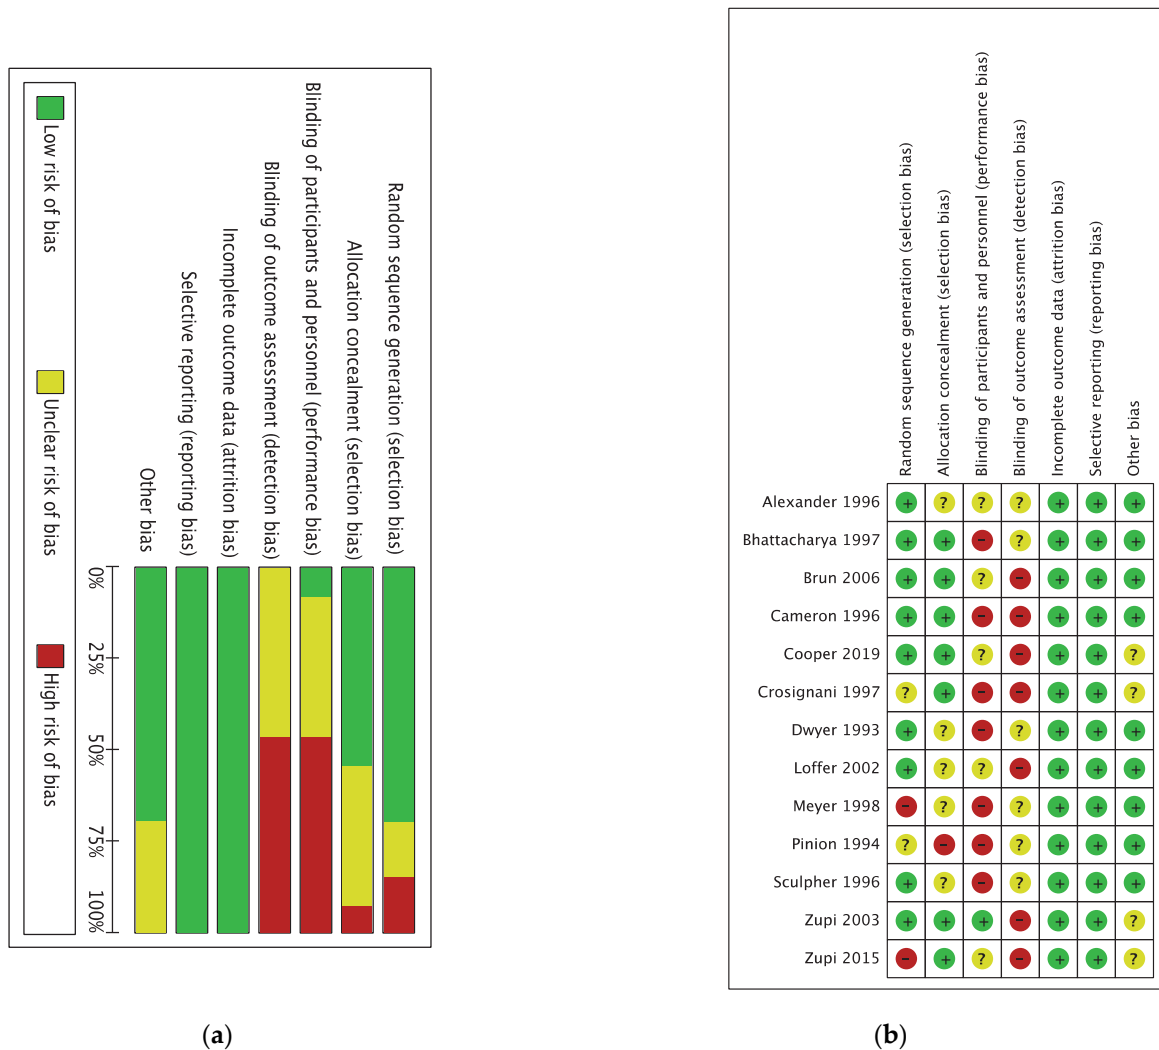 Random sequence generation (selection bias)
Allocation concealment (selection bias)
Blinding of participants and personnel (performance bias)
Blinding of outcome assessment (detection bias)
Incomplete outcome data (attrition bias)
Selective reporting (reporting bias)
Other bias
0%
25%
50%
75%
100%
Low risk of bias
Unclear risk of bias
High risk of bias
(a)
Random sequence generation (selection bias)
Allocation concealment (selection bias)
Blinding of participants and personnel (performance bias)
Blinding of outcome assessment (detection bias)
Incomplete outcome data (attrition bias)
Selective reporting (reporting bias)
Other bias
Alexander 1996 + ? ? ? + + +
Bhattacharya 1997 + + - ? + + +
Brun 2006 + + ? - + + +
Cameron 1996 + + - - + + +
Cooper 2019 + + ? - + + ?
Crosignani 1997 ? + - - + + ?
Dwyer 1993 + ? - ? + + +
Loffer 2002 + ? ? - + + +
Meyer 1998 - ? - ? + + +
Pinion 1994 ? - - ? + + +
Sculpher 1996 + ? - ? + + +
Zupi 2003 + + + - + + ?
Zupi 2015 - + ? - + + ?
(b)